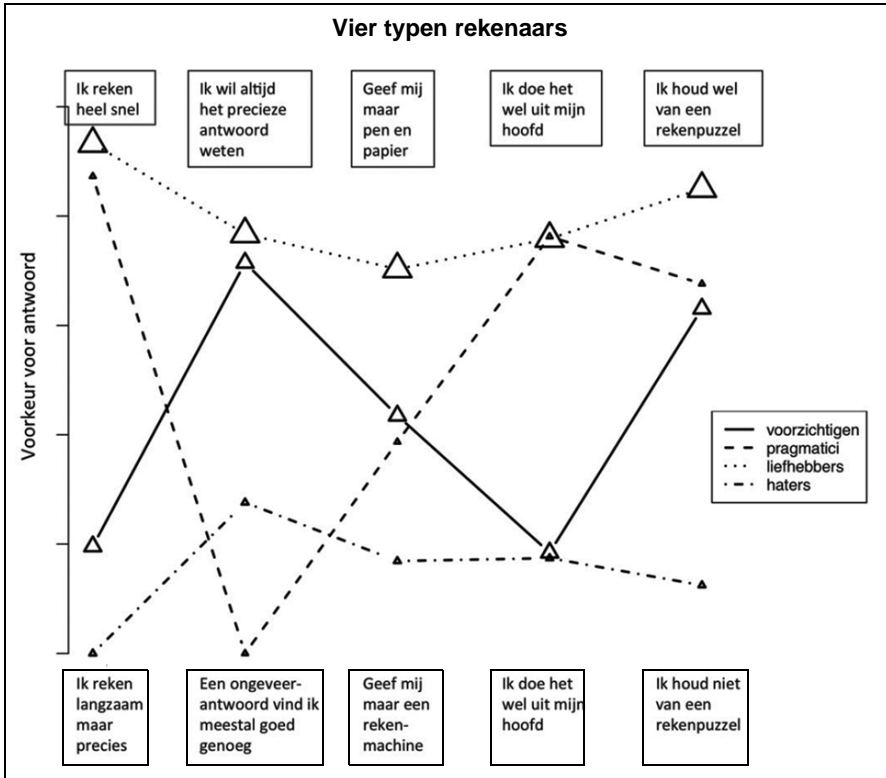 Vier typen rekenaars
Ik reken
heel snel
Ik wil altijd
het precieze
antwoord
weten
Geef mij
maar
pen en
papier
Ik doe het
wel uit mijn
hoofd
Ik houd wel
van een
rekenpuzzel
Voorkeur voor antwoord
voorzichtigen
pragmatici
liefhebbers
haters
Ik reken
langzaam
maar
precies
Een ongeveer-
antwoord vind ik
meestal goed
genoeg
Geef mij
maar een
reken-
machine
Ik doe het
wel uit mijn
hoofd
Ik houd niet
van een
rekenpuzzel